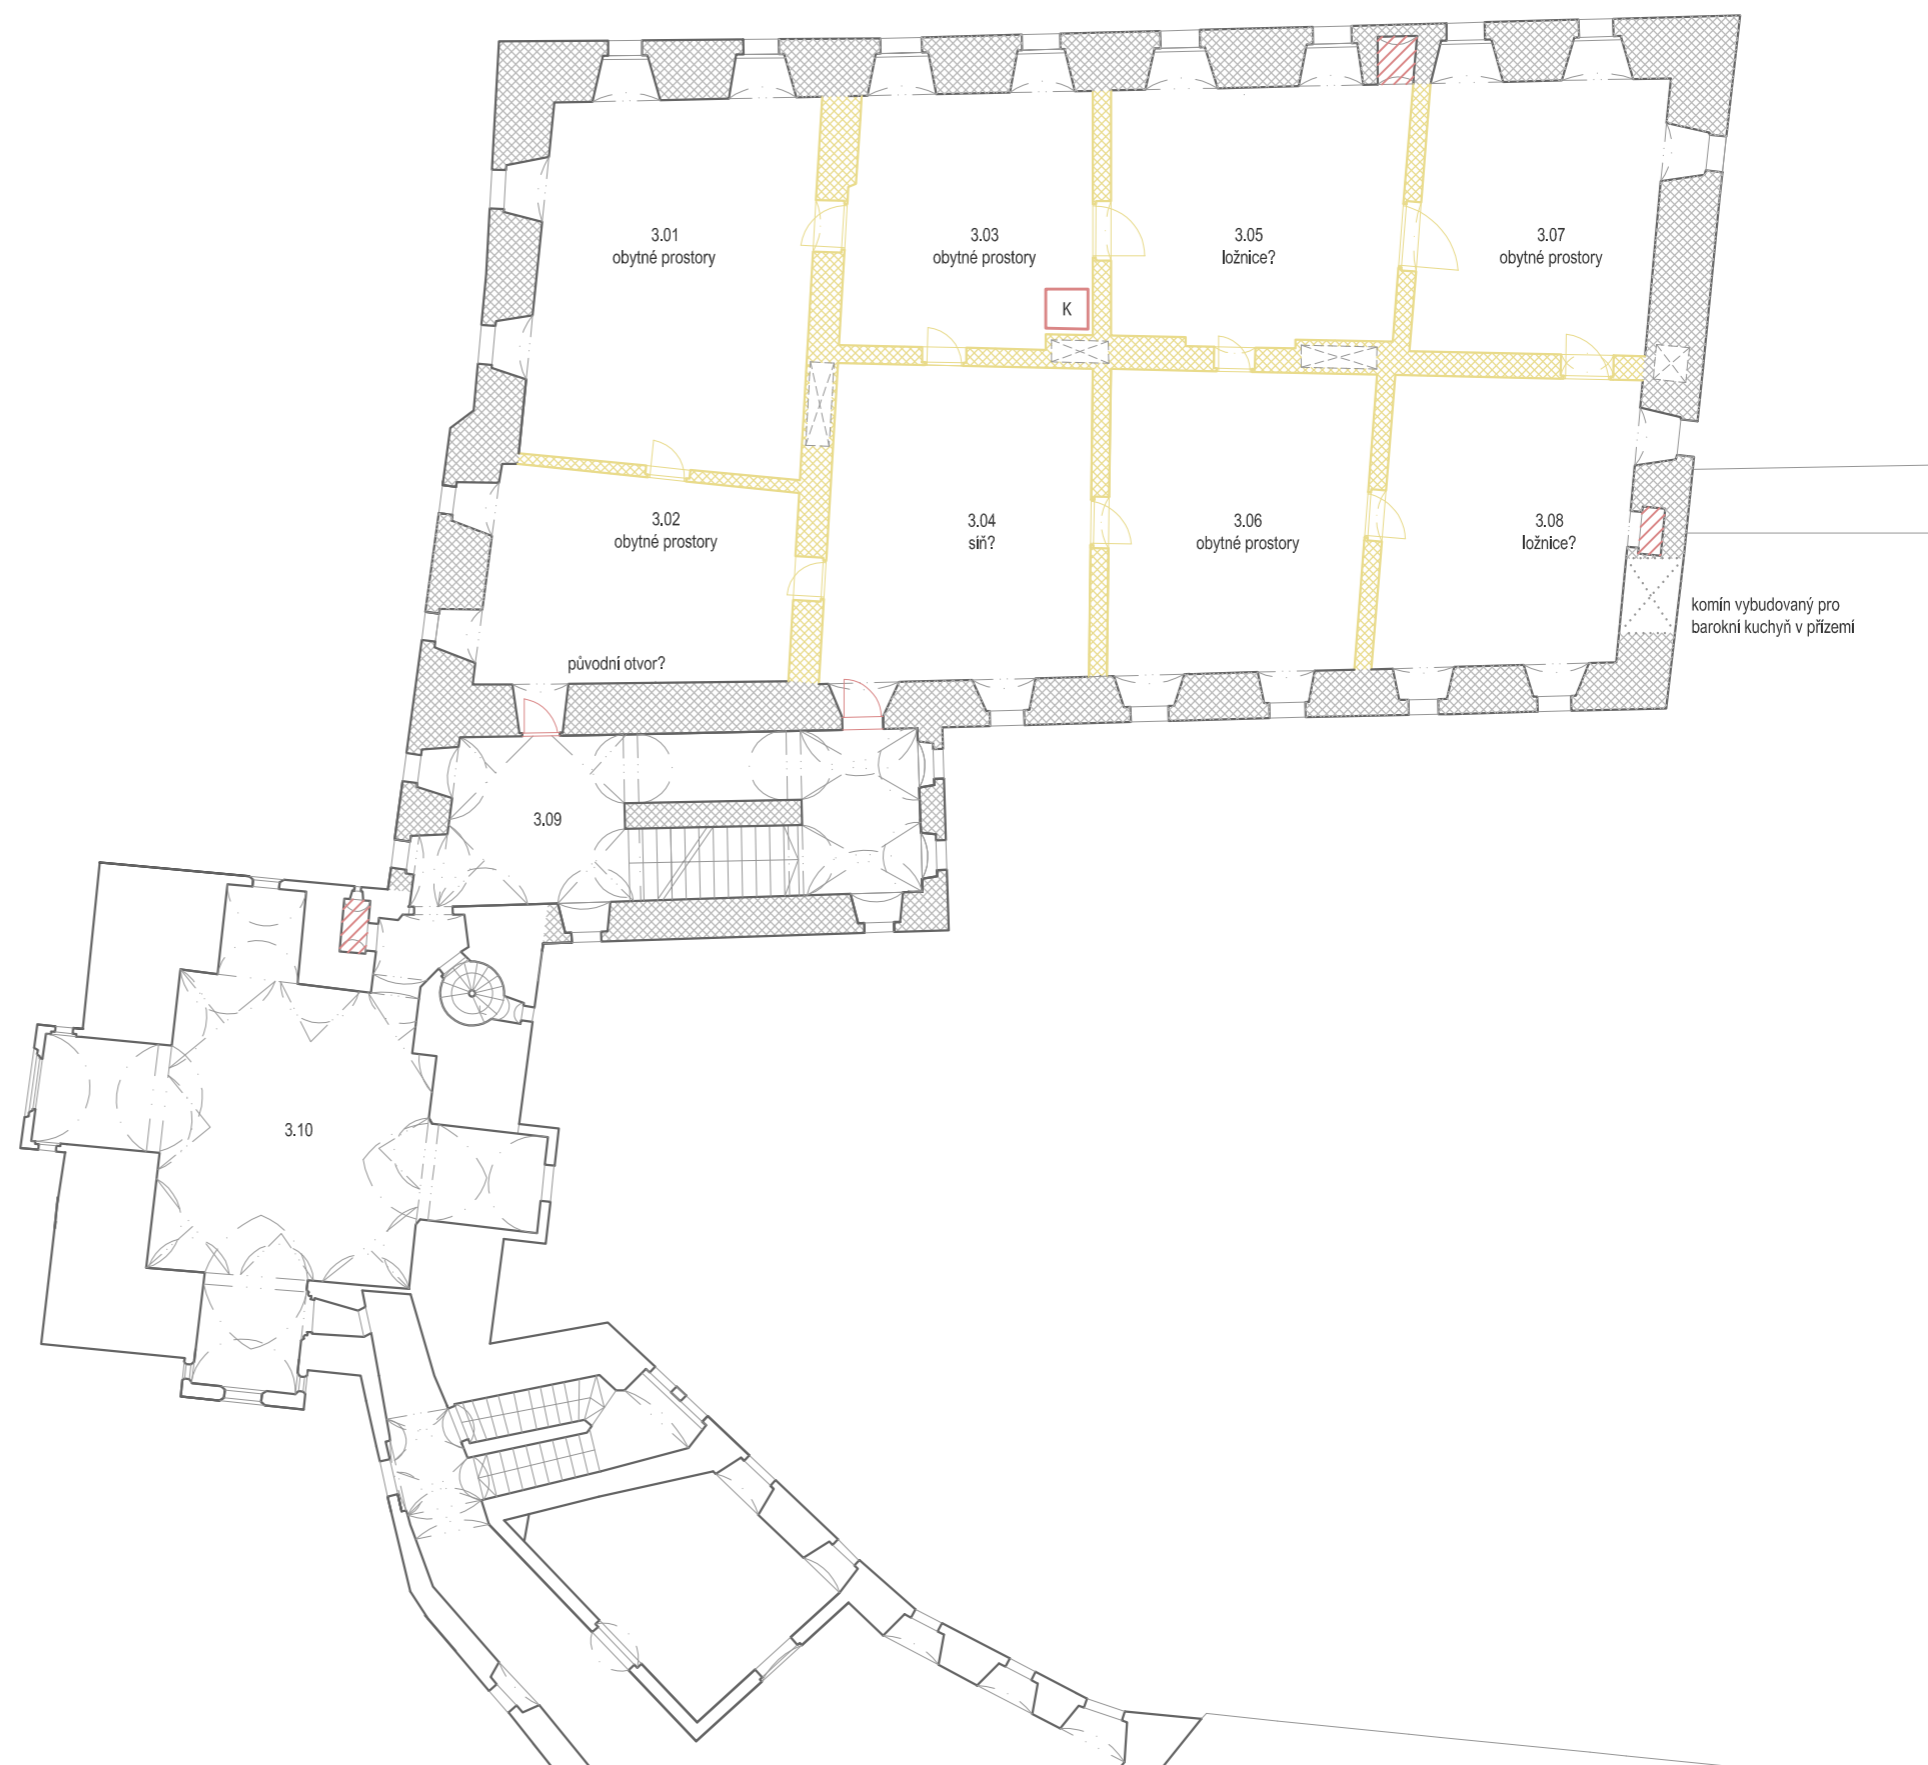 3.01
obytné prostory
3.03
obytné prostory
3.05
ložnice?
3.07
obytné prostory
K
3.02
obytné prostory
3.04
síň?
3.06
obytné prostory
3.08
ložnice?
komín vybudovaný pro
barokní kuchyň v přízemí
původní otvor?
3.09
3.10